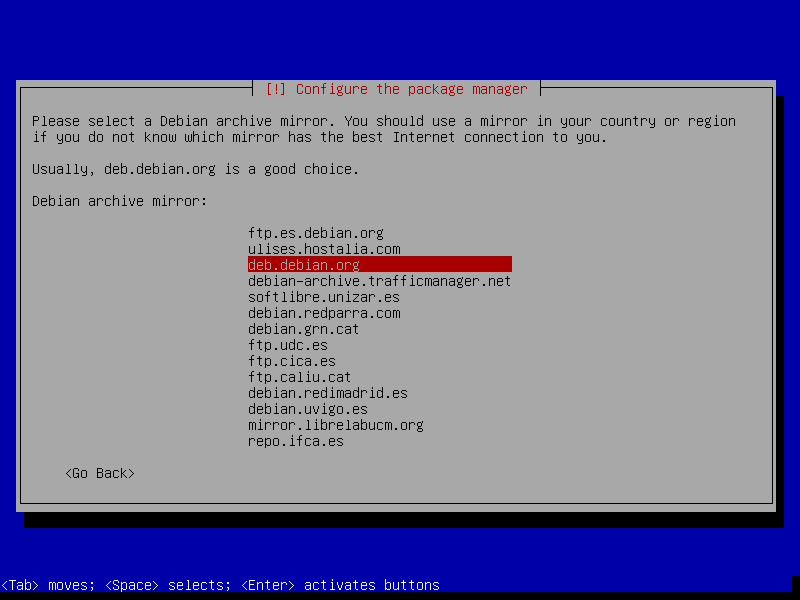 [!] Configure the package manager
Please select a Debian archive mirror. You should use a mirror in your country or region
if you do not know which mirror has the best Internet connection to you.
Usually, deb.debian.org is a good choice.
Debian archive mirror:
ftp.es.debian.org
ulises.hostalia.com
deb.debian.org
debian-archive.trafficmanager.net
softlibre.unizar.es
debian.redparra.com
debian.grn.cat
ftp.udc.es
ftp.cica.es
ftp.caliu.cat
debian.redimadrid.es
debian.uvigo.es
mirror.librelabucm.org
repo.ifca.es
<Go Back>
<Tab> moves; <Space> selects; <Enter> activates buttons